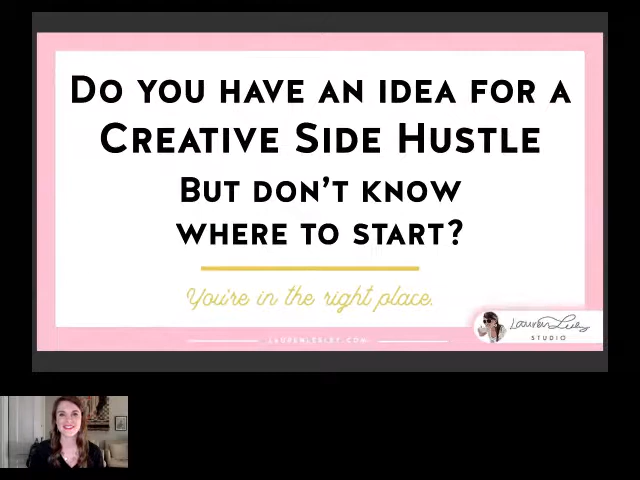 DO YOU HAVE AN IDEA FOR A
CREATIVE SIDE HUSTLE
BUT DON'T KNOW
WHERE TO START?
You're in the right place.
STUDIO